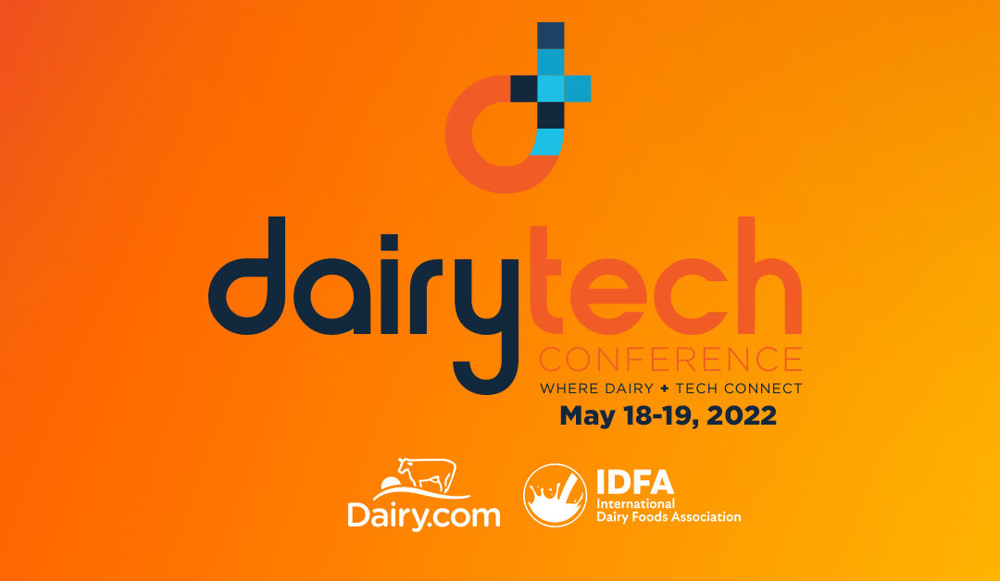 dairytech
CONFERENCE
WHERE DAIRY + TECH CONNECT
May 18-19, 2022
Dairy.com
IDFA
International
Dairy Foods Association